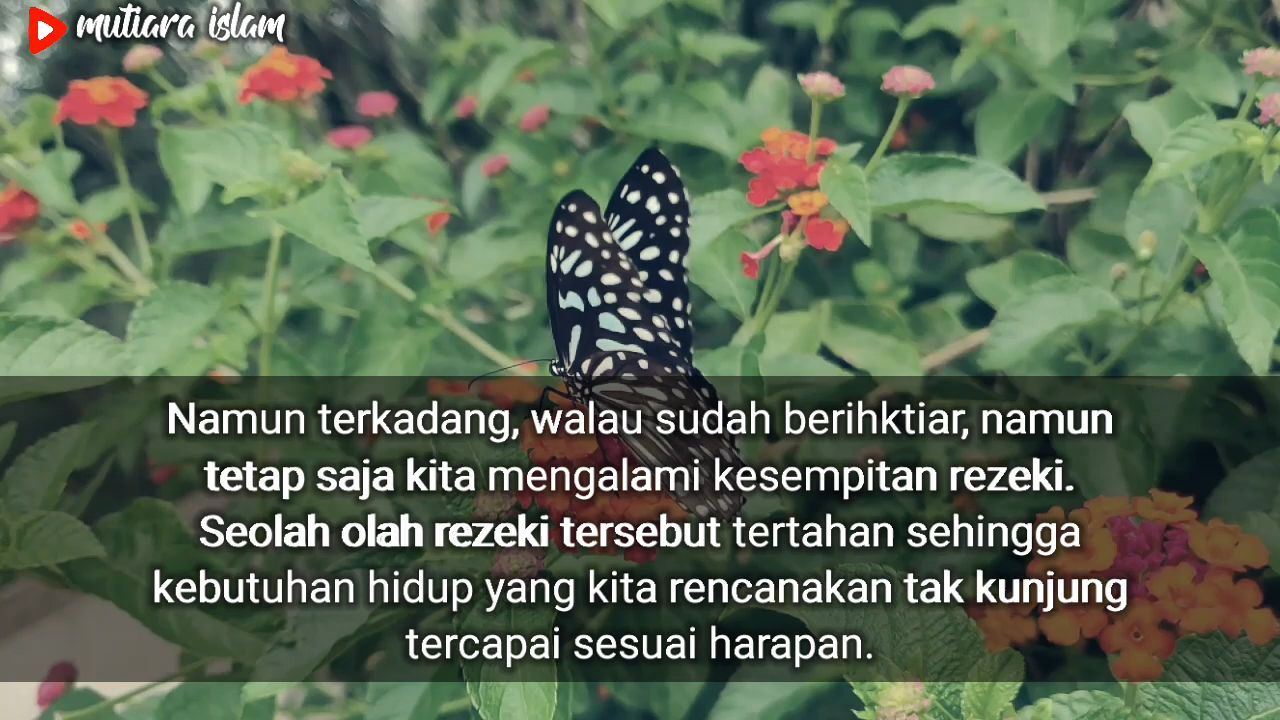 mutiara islam
Namun terkadang, walau sudah berihktiar, namun
tetap saja kita mengalami kesempitan rezeki.
Seolah olah rezeki tersebut tertahan sehingga
kebutuhan hidup yang kita rencanakan tak kunjung
tercapai sesuai harapan.